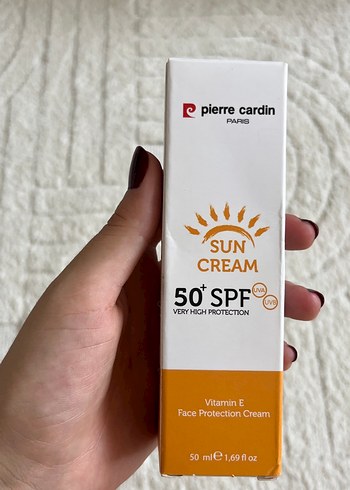 pierre cardin
PARIS
SUN
CREAM
50+ SPF
UVA
UVB
VERY HIGH PROTECTION
Vitamin E
Face Protection Cream
50 ml ℮ 1,69 fl oz